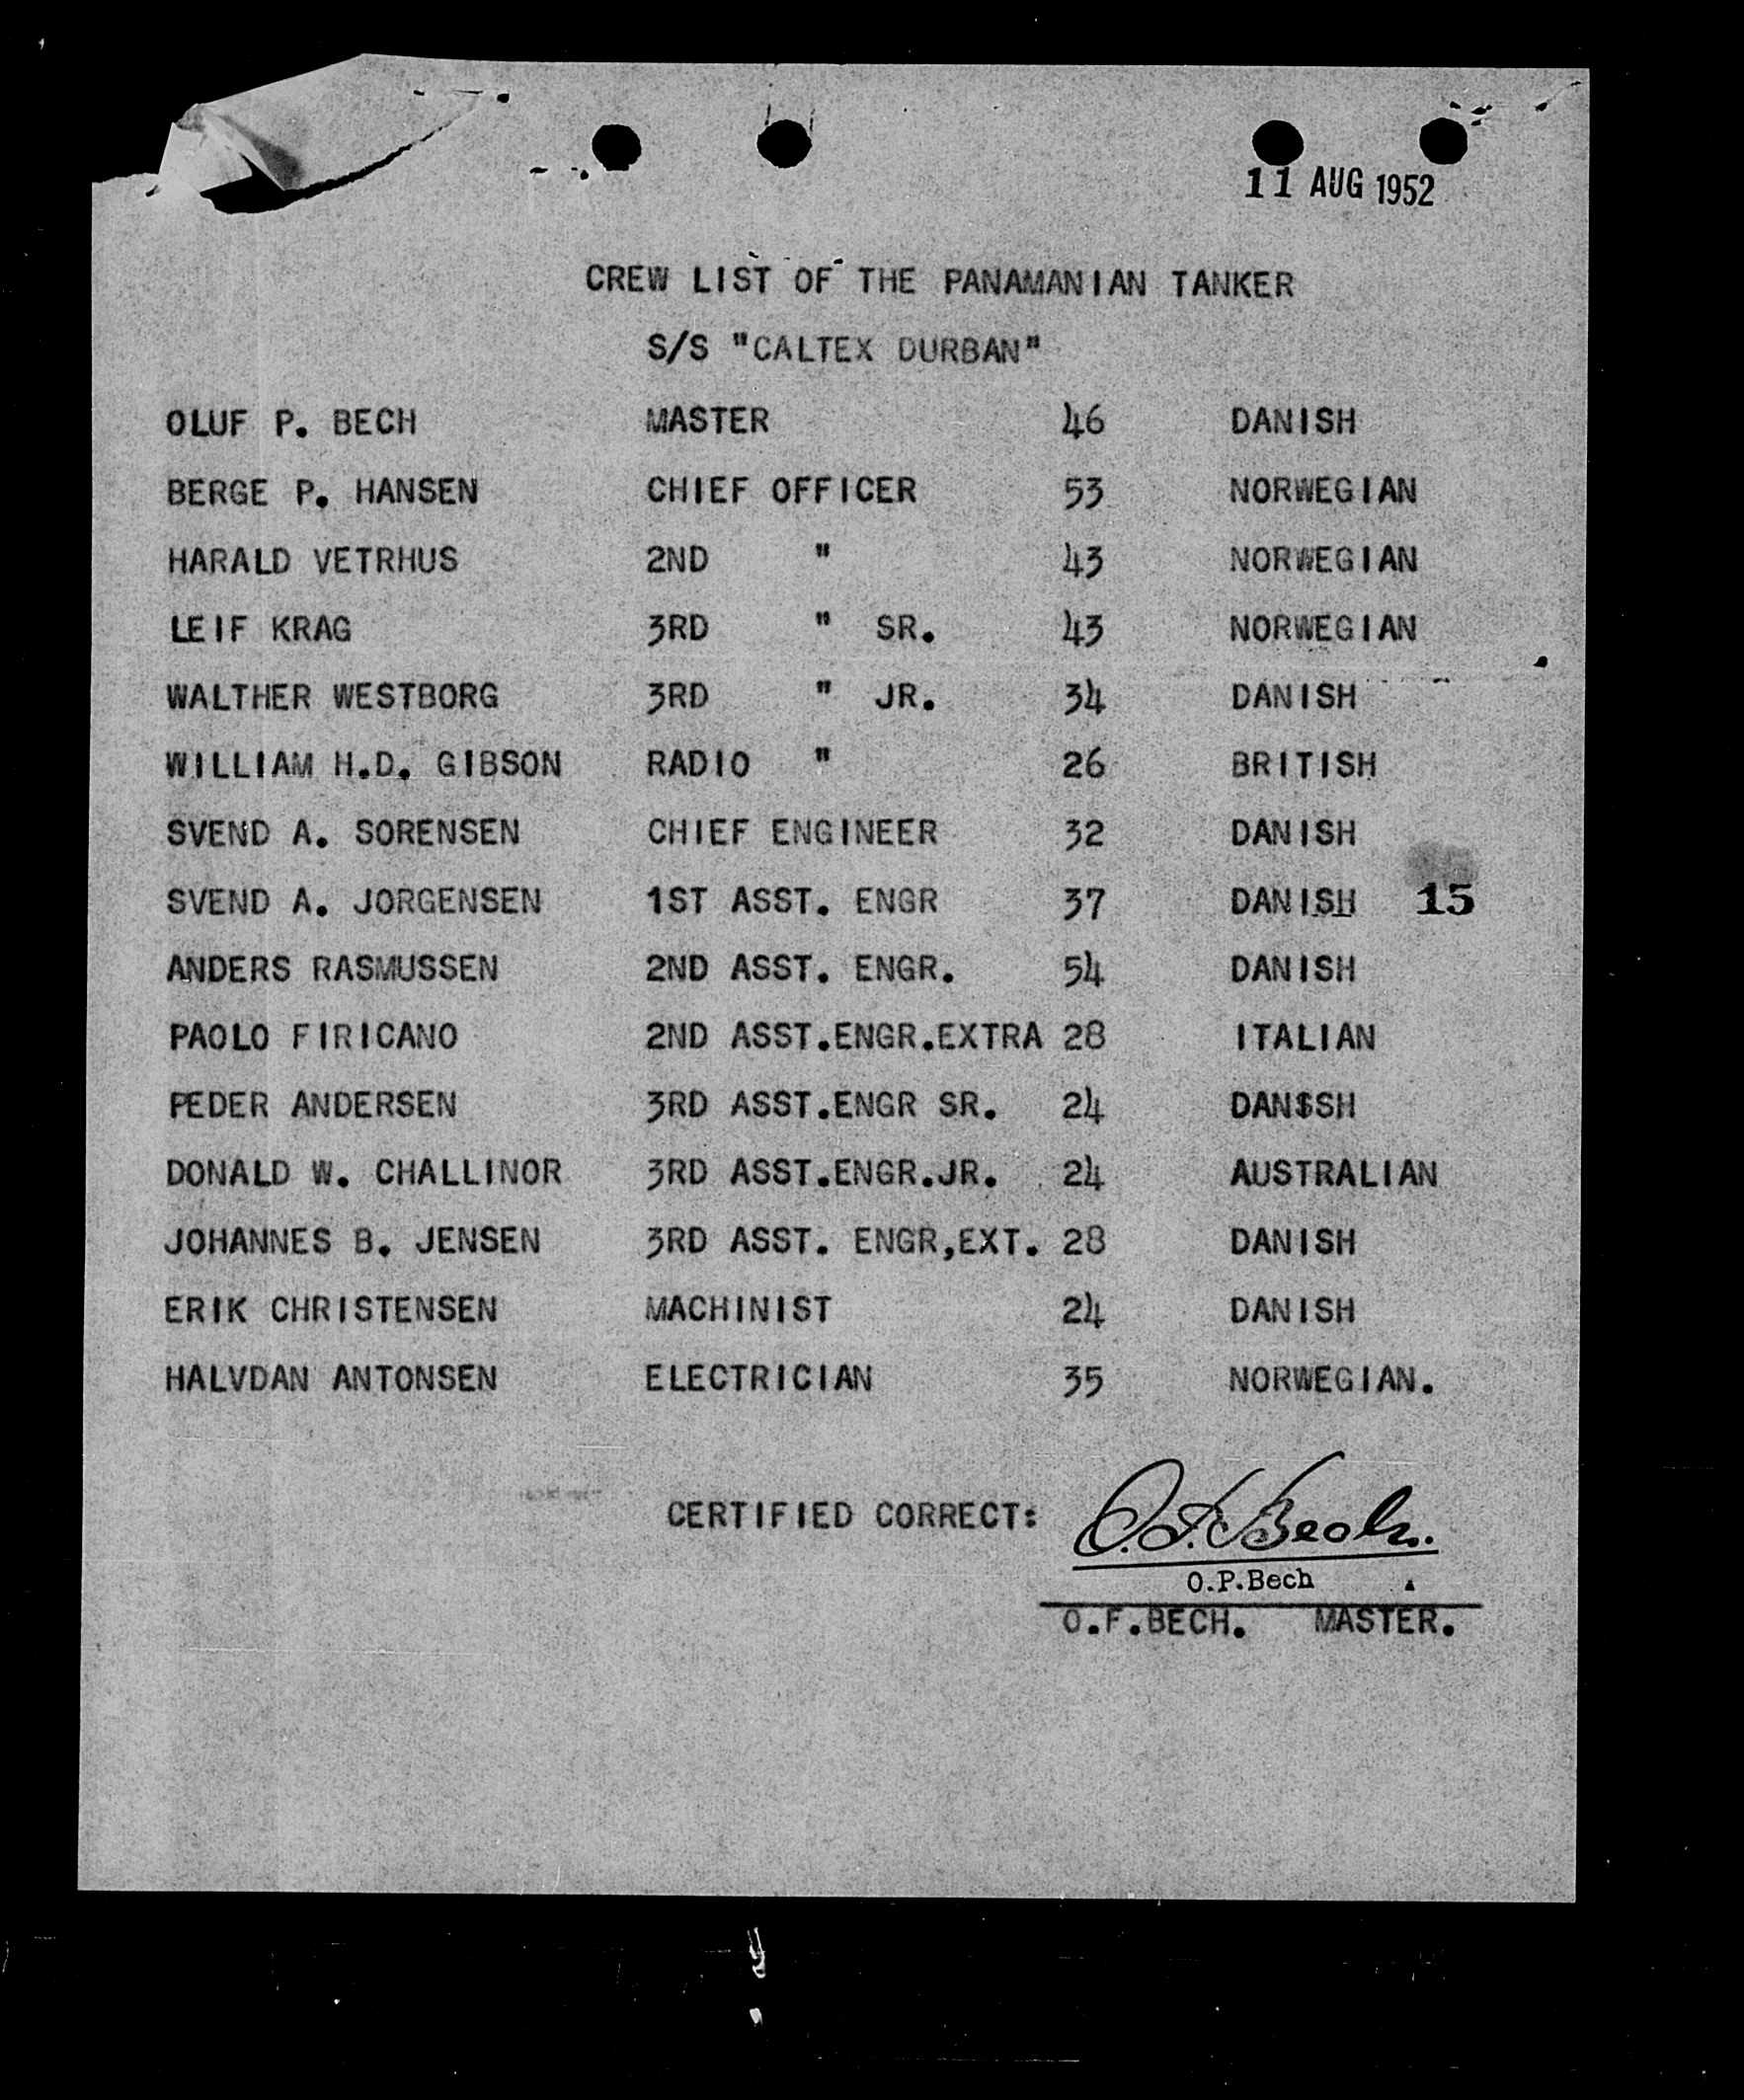 11 AUG 1952
CREW LIST OF THE PANAMANIAN TANKER
S/S "CALTEX DURBAN"
OLUF P. BECH MASTER 46 DANISH
BERGE P. HANSEN CHIEF OFFICER 53 NORWEGIAN
HARALD VETRHUS 2ND " 43 NORWEGIAN
LEIF KRAG 3RD " SR. 43 NORWEGIAN
WALTHER WESTBORG 3RD " JR. 34 DANISH
WILLIAM H.D. GIBSON RADIO " 26 BRITISH
SVEND A. SORENSEN CHIEF ENGINEER 32 DANISH
SVEND A. JORGENSEN 1ST ASST. ENGR 37 DANISH 15
ANDERS RASMUSSEN 2ND ASST. ENGR. 54 DANISH
PAOLO FIRICANO 2ND ASST.ENGR.EXTRA 28 ITALIAN
PEDER ANDERSEN 3RD ASST.ENGR SR. 24 DAN$SH
DONALD W. CHALLINOR 3RD ASST.ENGR.JR. 24 AUSTRALIAN
JOHANNES B. JENSEN 3RD ASST. ENGR,EXT. 28 DANISH
ERIK CHRISTENSEN MACHINIST 24 DANISH
HALVDAN ANTONSEN ELECTRICIAN 35 NORWEGIAN.
CERTIFIED CORRECT: O.P. Bech.
O.P.Bech
O.F.BECH. MASTER.